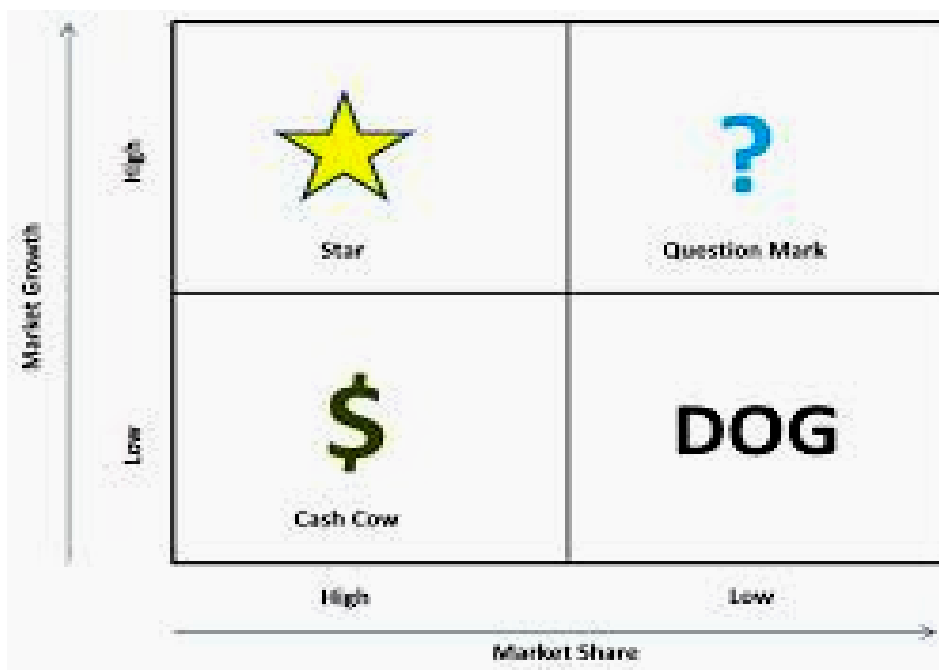 Market Growth
High
Star
?
Question Mark
Low
$
Cash Cow
DOG
High
Low
Market Share